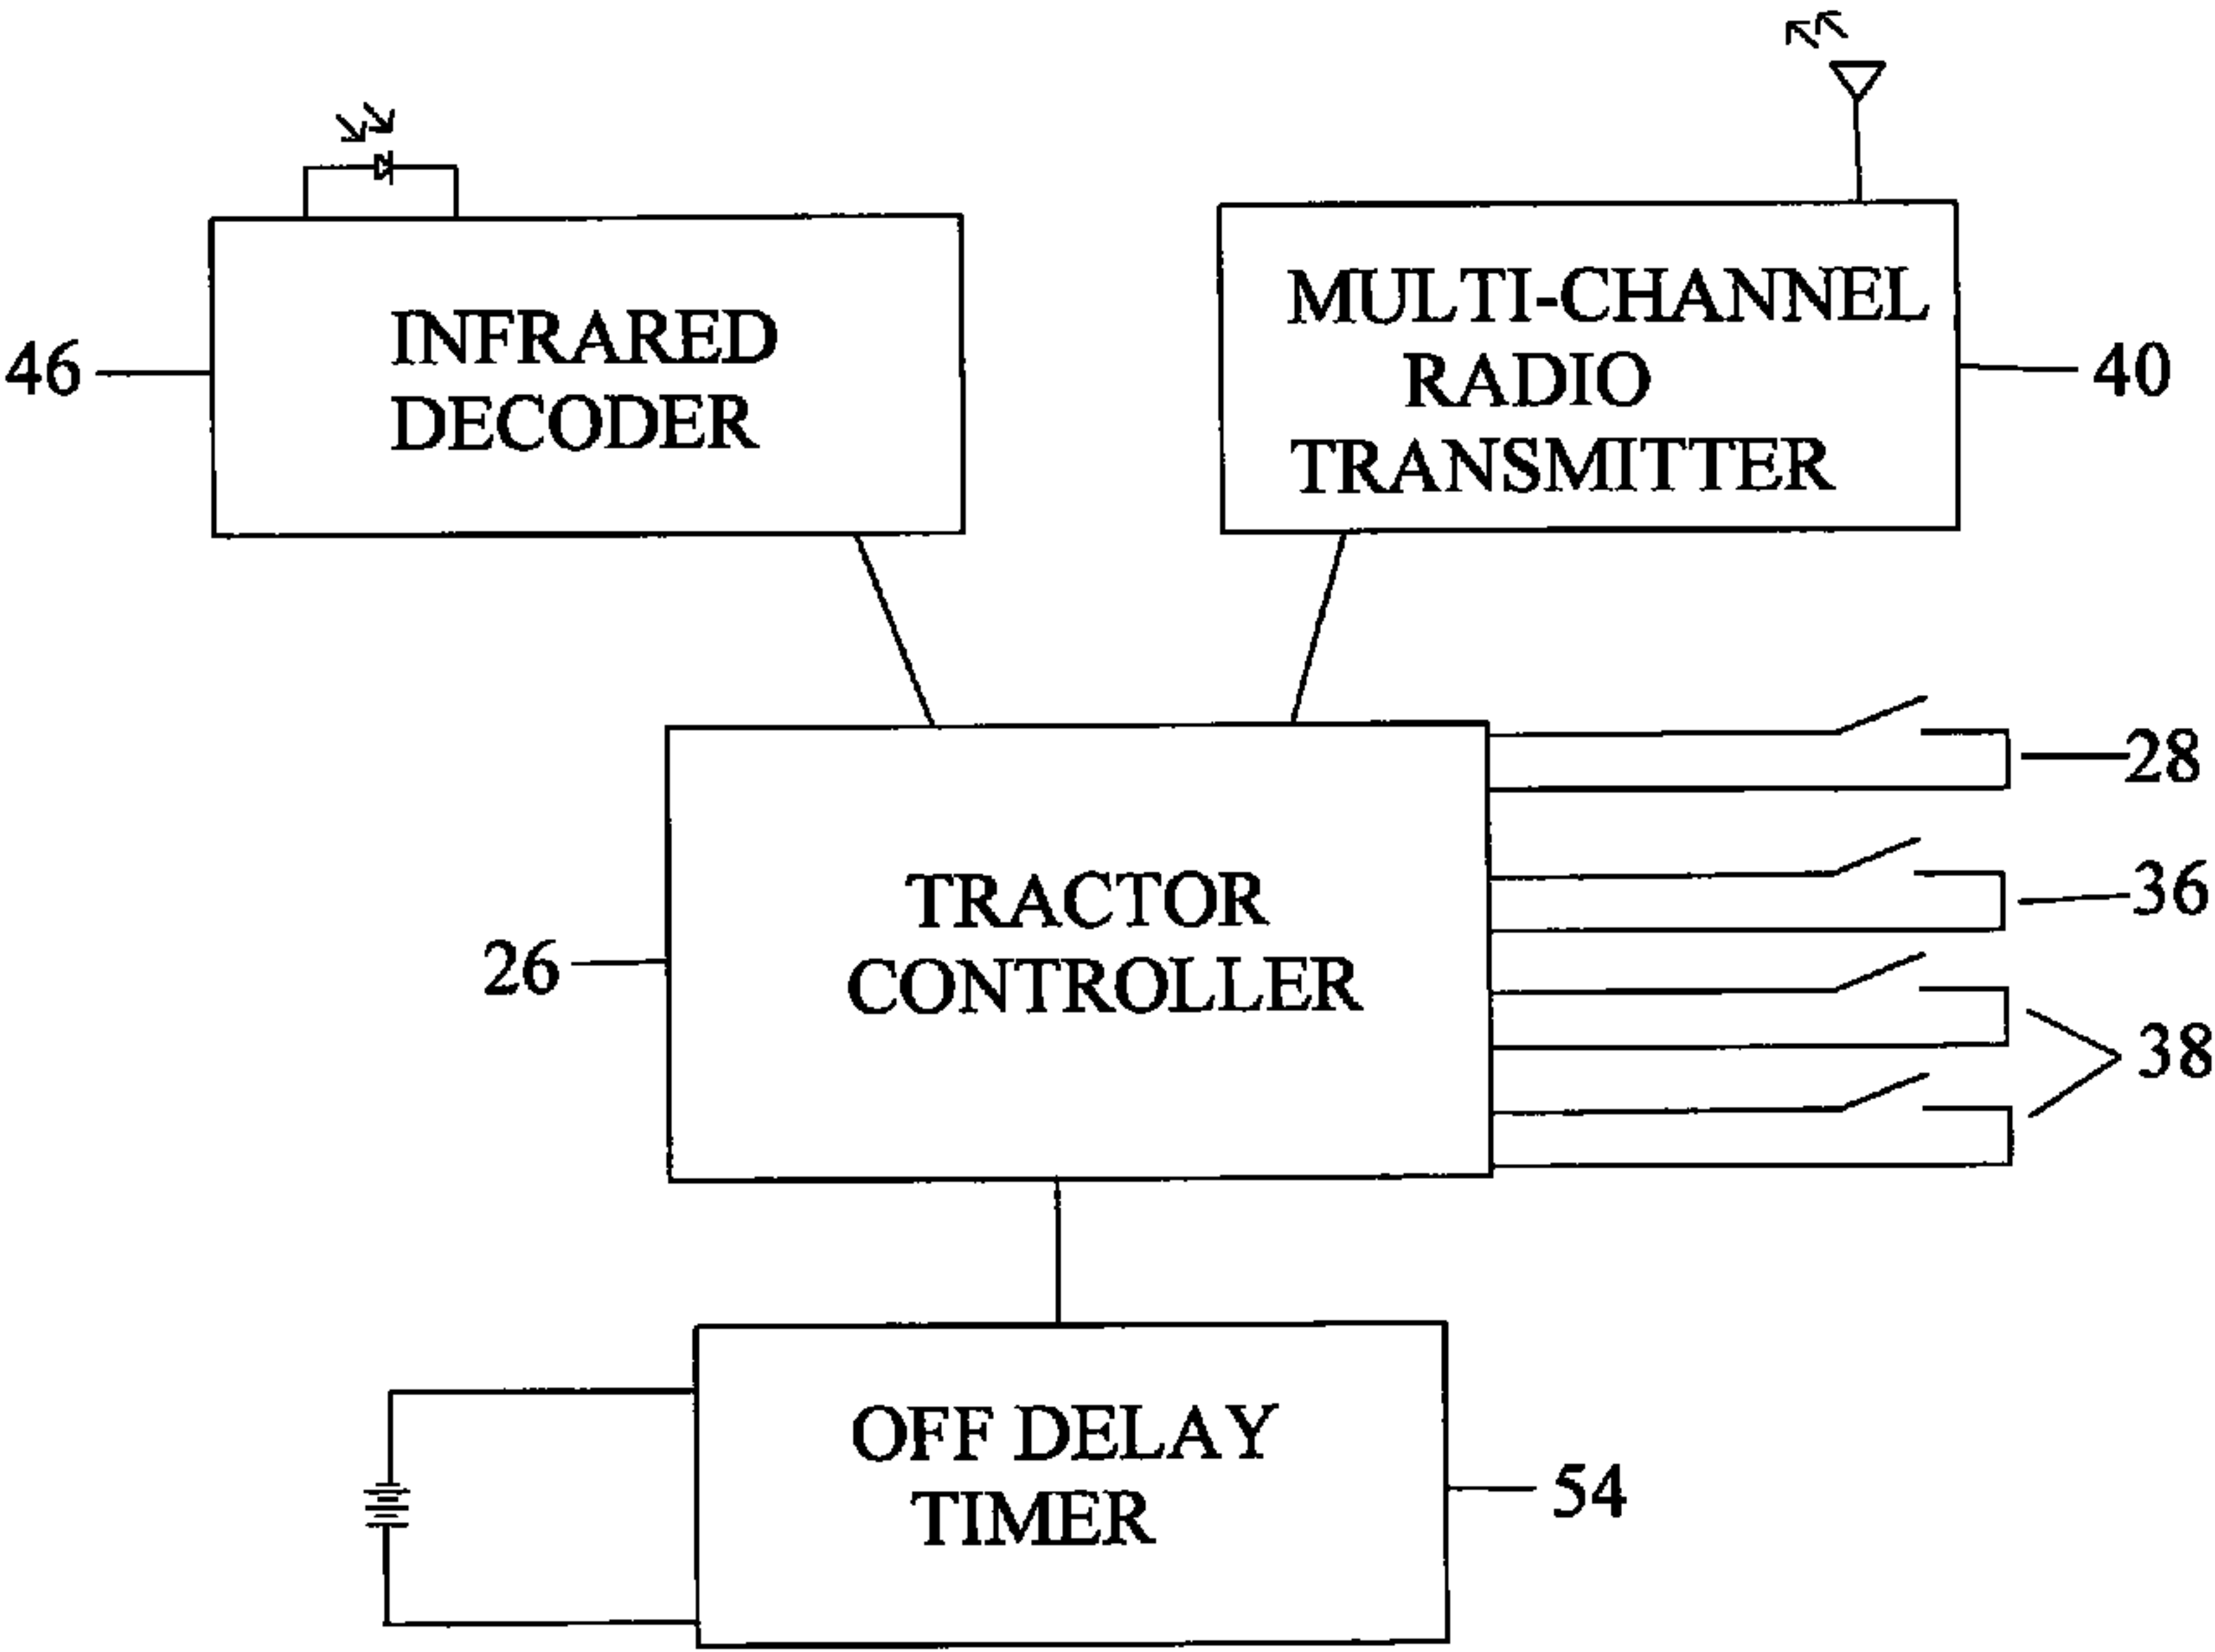 INFRARED
DECODER
46
MULTI-CHANNEL
RADIO
TRANSMITTER
40
28
36
38
TRACTOR
CONTROLLER
26
OFF DELAY
TIMER
54